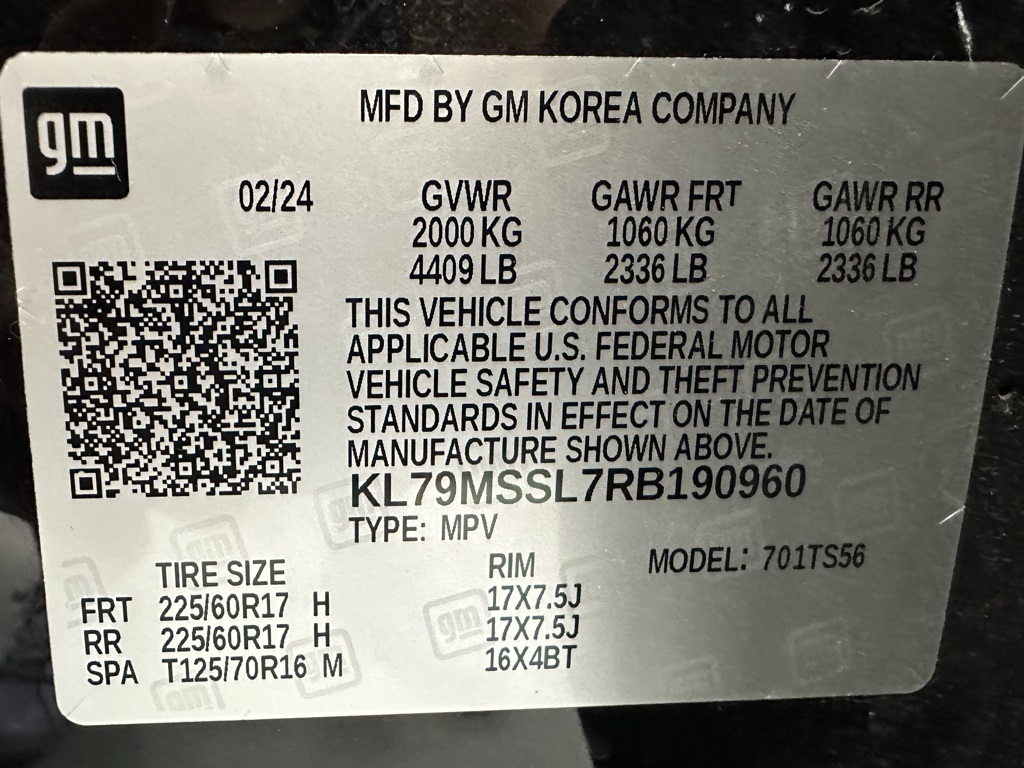 gm
MFD BY GM KOREA COMPANY
02/24 GVWR GAWR FRT GAWR RR
2000 KG 1060 KG 1060 KG
4409 LB 2336 LB 2336 LB
THIS VEHICLE CONFORMS TO ALL
APPLICABLE U.S. FEDERAL MOTOR
VEHICLE SAFETY AND THEFT PREVENTION
STANDARDS IN EFFECT ON THE DATE OF
MANUFACTURE SHOWN ABOVE.
KL79MSSL7RB190960
TYPE: MPV
MODEL: 701TS56
TIRE SIZE RIM
FRT 225/60R17 H 17X7.5J
RR 225/60R17 H 17X7.5J
SPA T125/70R16 M 16X4BT